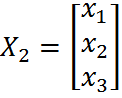 X₂ = [x₁
x₂
x₃]